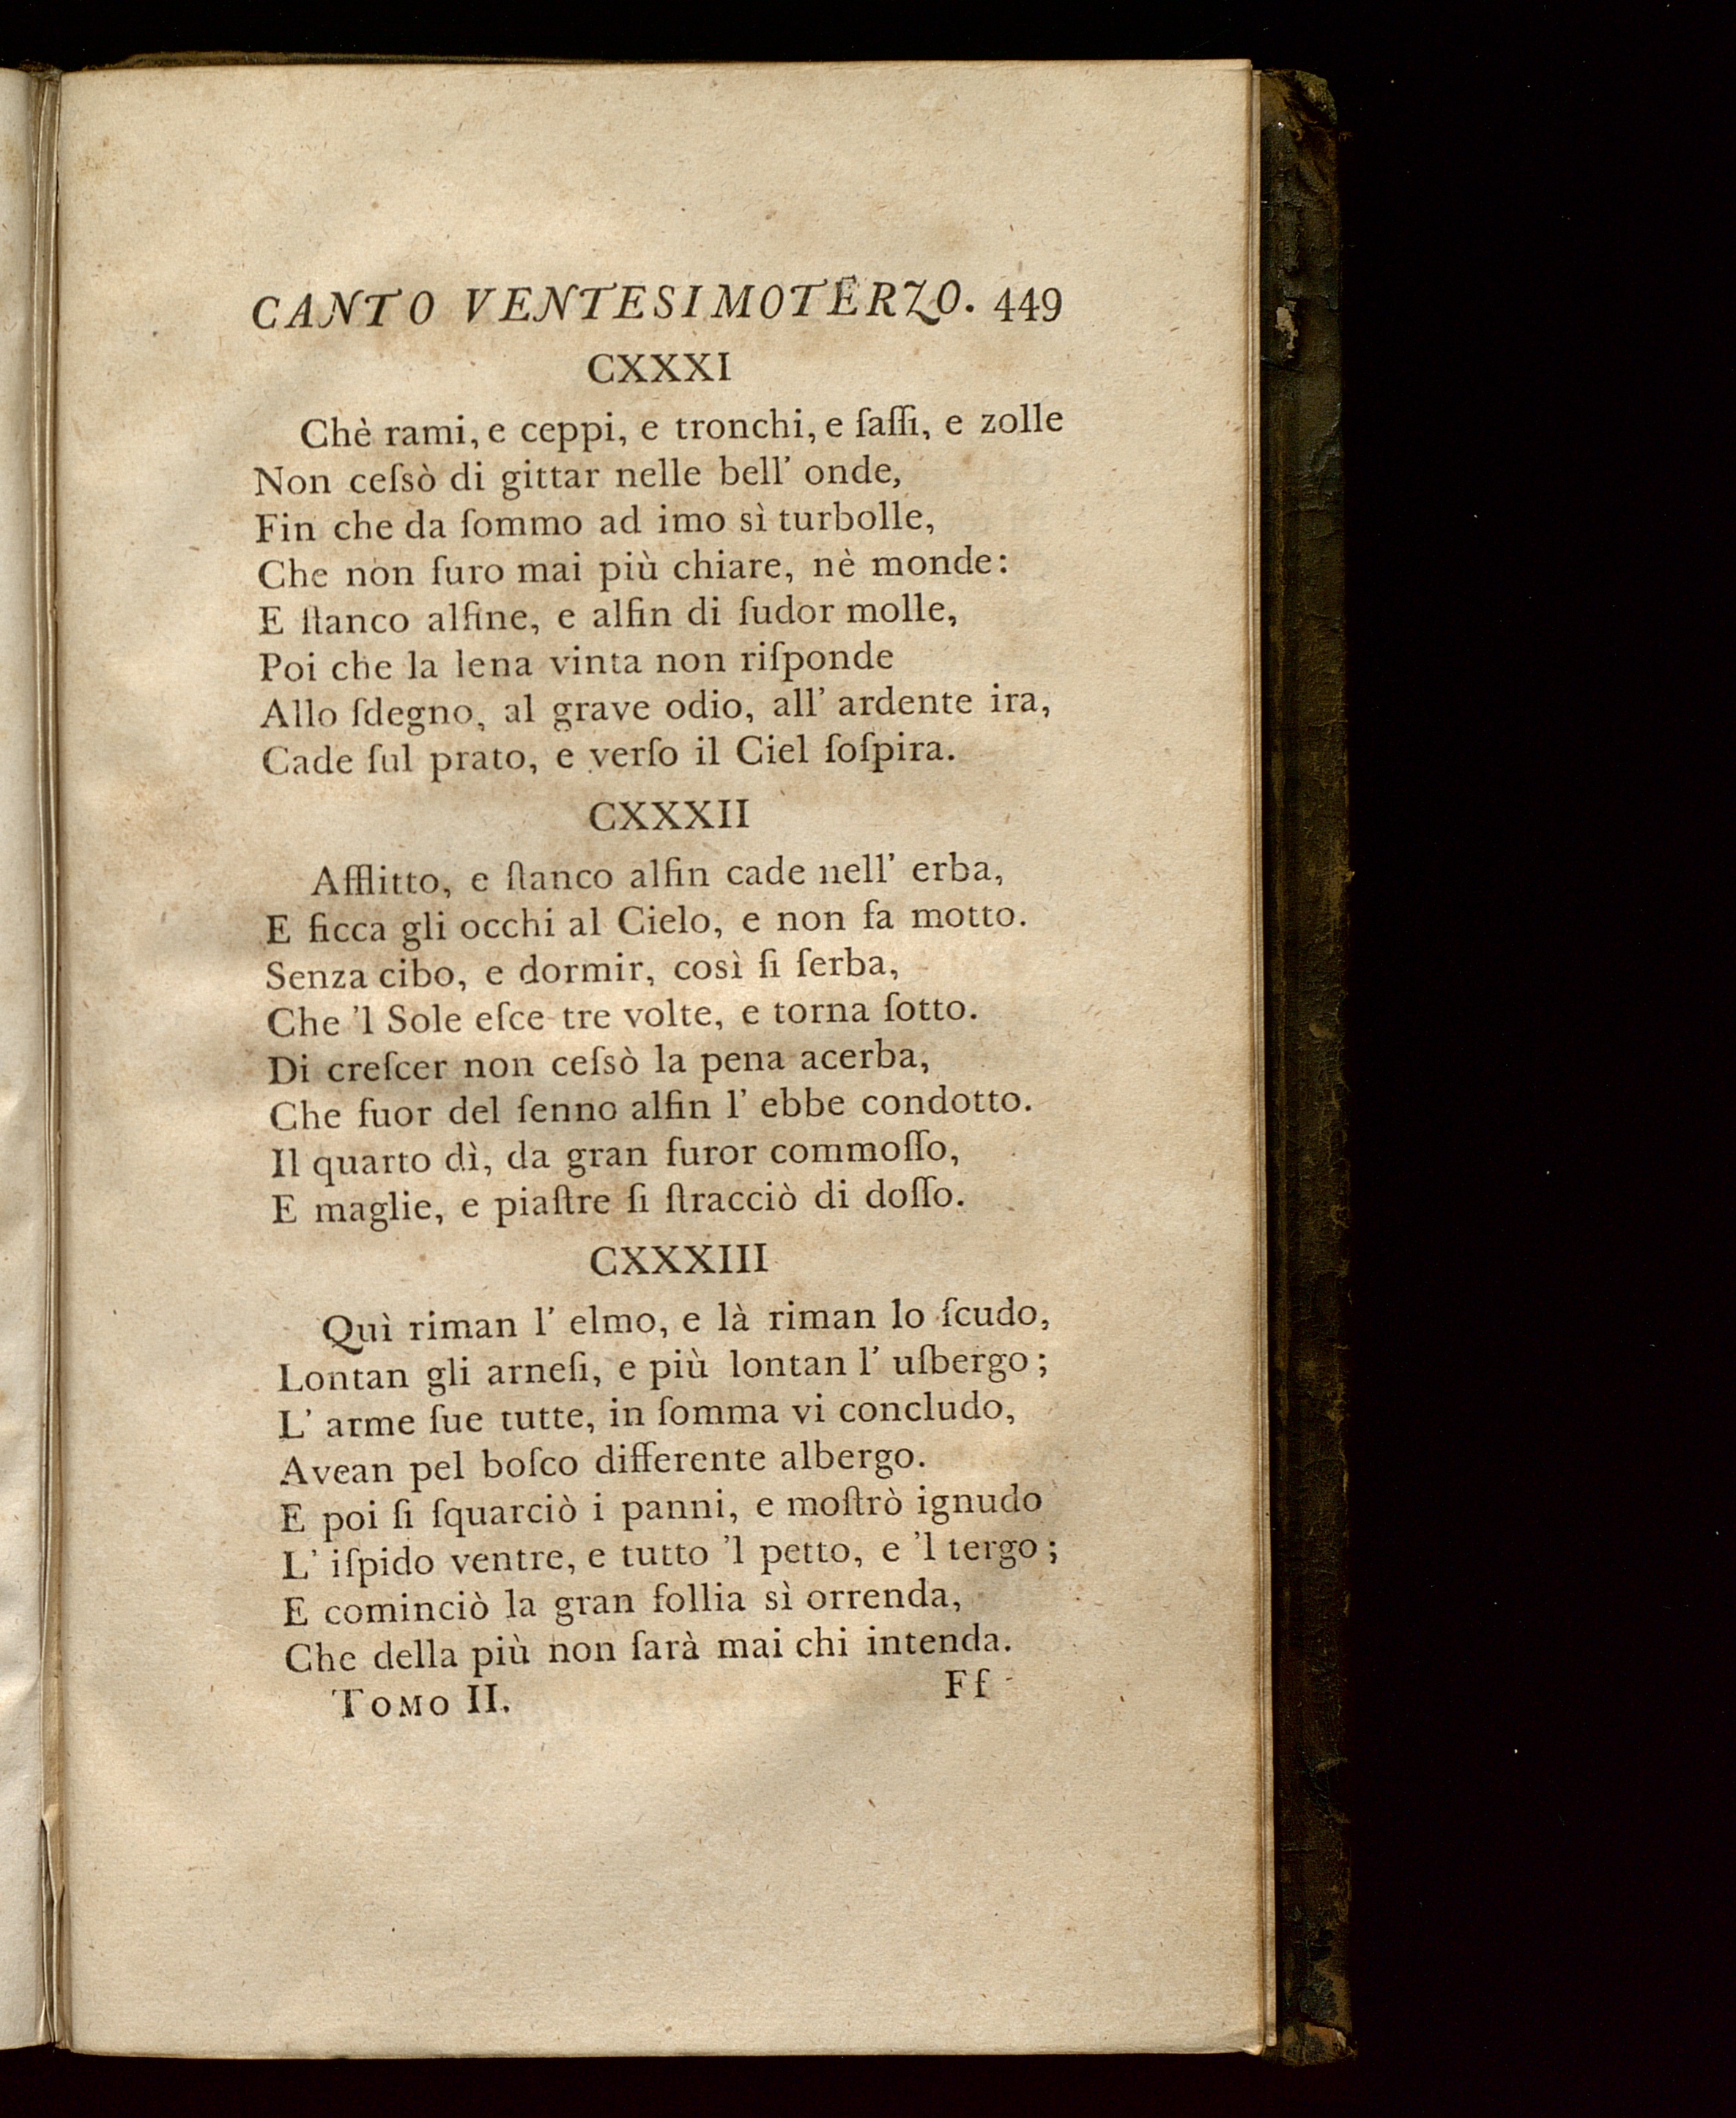 CANTO VENTESIMOTERZO. 449
CXXXI
Chè rami, e ceppi, e tronchi, e ſaſſi, e zolle
Non ceſsò di gittar nelle bell' onde,
Fin che da ſommo ad imo sì turbolle,
Che non furo mai più chiare, nè monde:
E ſtanco alfine, e alfin di ſudor molle,
Poi che la lena vinta non riſponde
Allo ſdegno, al grave odio, all' ardente ira,
Cade ſul prato, e verſo il Ciel ſoſpira.
CXXXII
Afflitto, e ſtanco alfin cade nell' erba,
E ficca gli occhi al Cielo, e non fa motto.
Senza cibo, e dormir, così ſi ſerba,
Che 'l Sole eſce tre volte, e torna ſotto.
Di creſcer non ceſsò la pena acerba,
Che fuor del ſenno alfin l' ebbe condotto.
Il quarto dì, da gran furor commoſſo,
E maglie, e piaſtre ſi ſtracciò di doſſo.
CXXXIII
Quì riman l' elmo, e là riman lo ſcudo,
Lontan gli arneſi, e più lontan l' uſbergo;
L' arme ſue tutte, in ſomma vi concludo,
Avean pel boſco differente albergo.
E poi ſi ſquarciò i panni, e moſtrò ignudo
L' iſpido ventre, e tutto 'l petto, e 'l tergo;
E cominciò la gran follia sì orrenda,
Che della più non ſarà mai chi intenda.
TOMO II. Ff